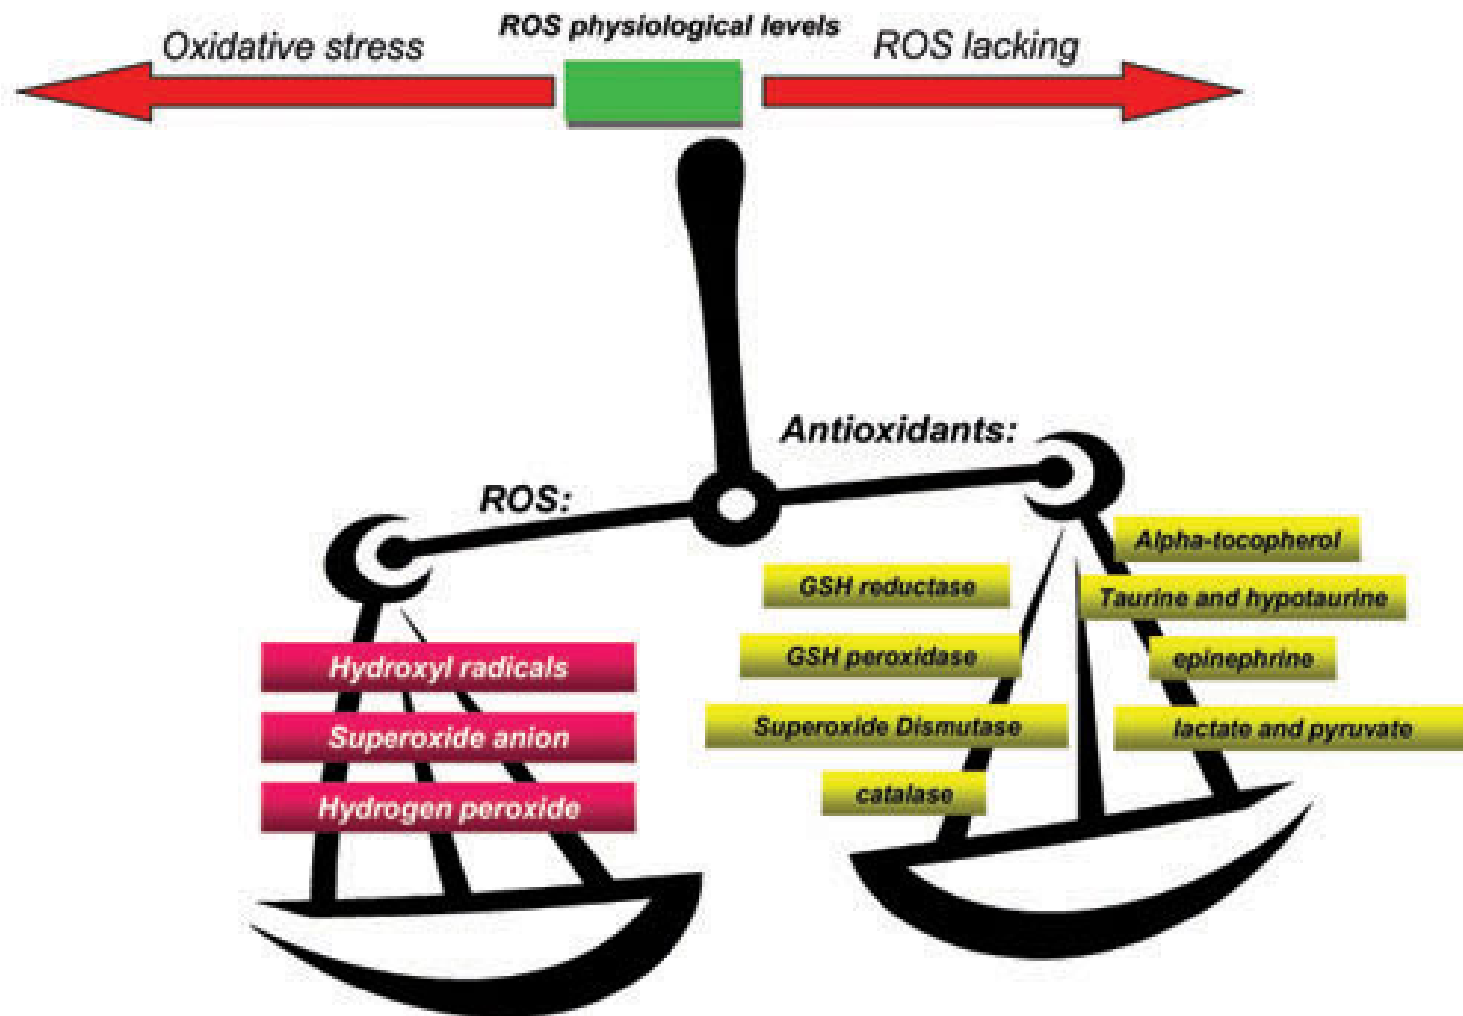 ROS physiological levels
Oxidative stress
ROS lacking
Antioxidants:
ROS:
Hydroxyl radicals
Superoxide anion
Hydrogen peroxide
GSH reductase
GSH peroxidase
Superoxide Dismutase
catalase
Alpha-tocopherol
Taurine and hypotaurine
epinephrine
lactate and pyruvate